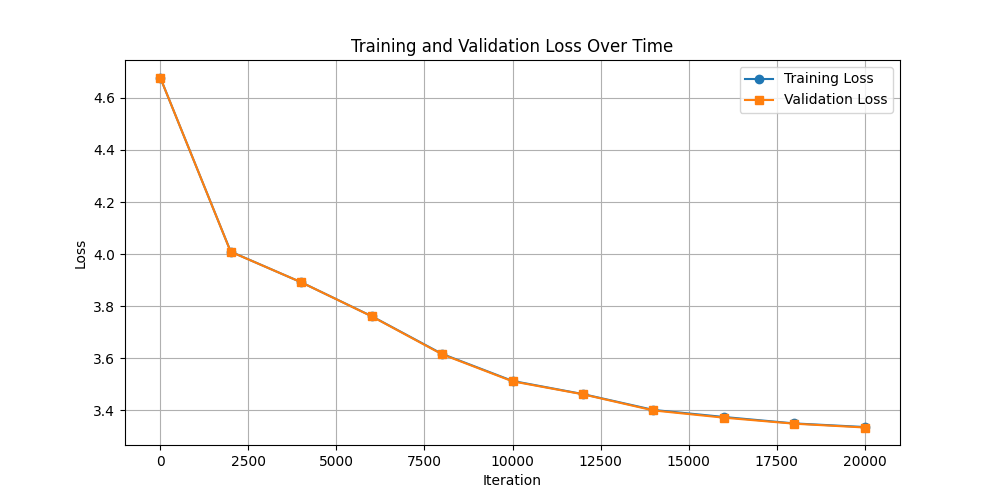 Training and Validation Loss Over Time
Training Loss
Validation Loss
Loss
4.6
4.4
4.2
4.0
3.8
3.6
3.4
0 2500 5000 7500 10000 12500 15000 17500 20000
Iteration